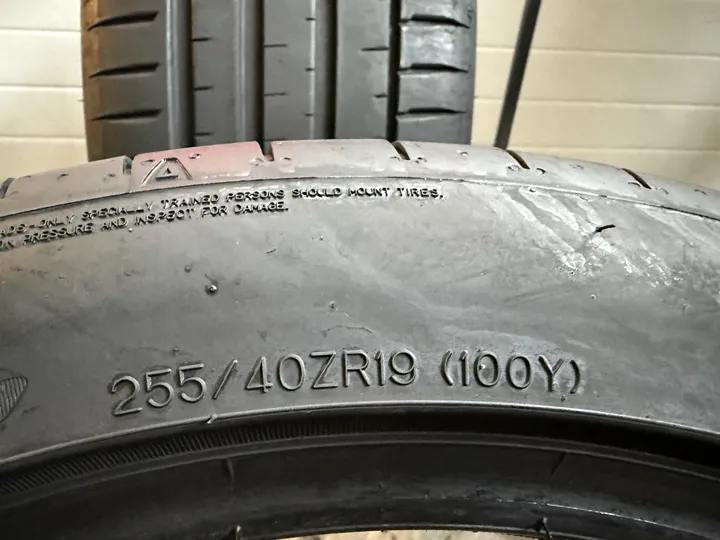 ONLY SPECIALLY TRAINED PERSONS SHOULD MOUNT TIRES.
PRESSURE AND INSPECT FOR DAMAGE.
255/40ZR19 (100Y)